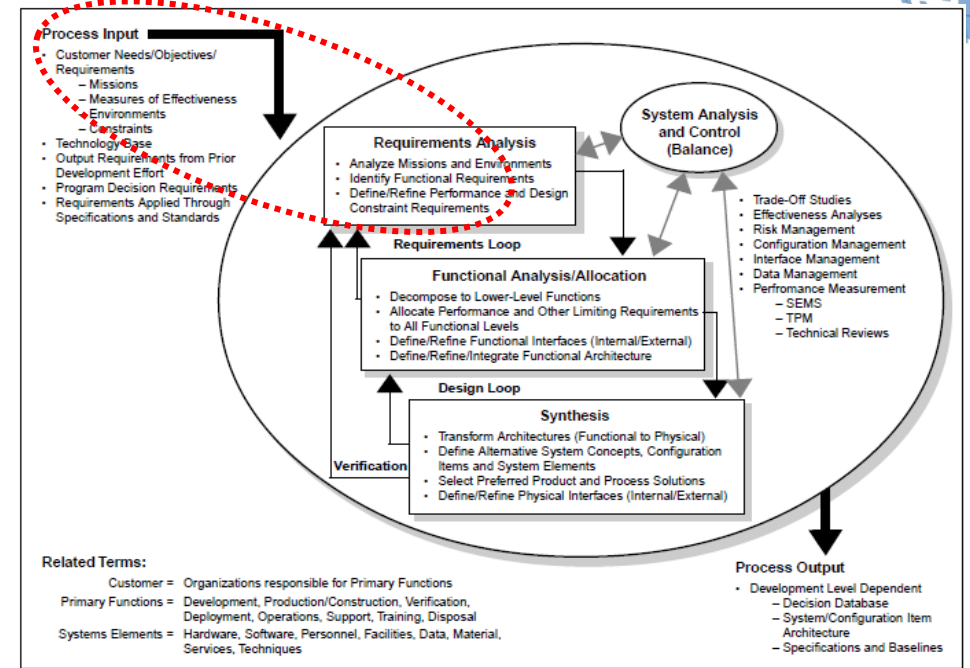 Process Input
• Customer Needs/Objectives/
Requirements
– Missions
– Measures of Effectiveness
– Environments
– Constraints
• Technology Base
• Output Requirements from Prior
Development Effort
• Program Decision Requirements
• Requirements Applied Through
Specifications and Standards
Requirements Analysis
• Analyze Missions and Environments
• Identify Functional Requirements
• Define/Refine Performance and Design
Constraint Requirements
System Analysis
and Control
(Balance)
• Trade-Off Studies
• Effectiveness Analyses
• Risk Management
• Configuration Management
• Interface Management
• Data Management
• Perfromance Measurement
– SEMS
– TPM
– Technical Reviews
Requirements Loop
Functional Analysis/Allocation
• Decompose to Lower-Level Functions
• Allocate Performance and Other Limiting Requirements
to All Functional Levels
• Define/Refine Functional Interfaces (Internal/External)
• Define/Refine/Integrate Functional Architecture
Design Loop
Synthesis
• Transform Architectures (Functional to Physical)
• Define Alternative System Concepts, Configuration
Items and System Elements
• Select Preferred Product and Process Solutions
• Define/Refine Physical Interfaces (Internal/External)
Verification
Related Terms:
Customer = Organizations responsible for Primary Functions
Primary Functions = Development, Production/Construction, Verification,
Deployment, Operations, Support, Training, Disposal
Systems Elements = Hardware, Software, Personnel, Facilities, Data, Material,
Services, Techniques
Process Output
• Development Level Dependent
– Decision Database
– System/Configuration Item
Architecture
– Specifications and Baselines